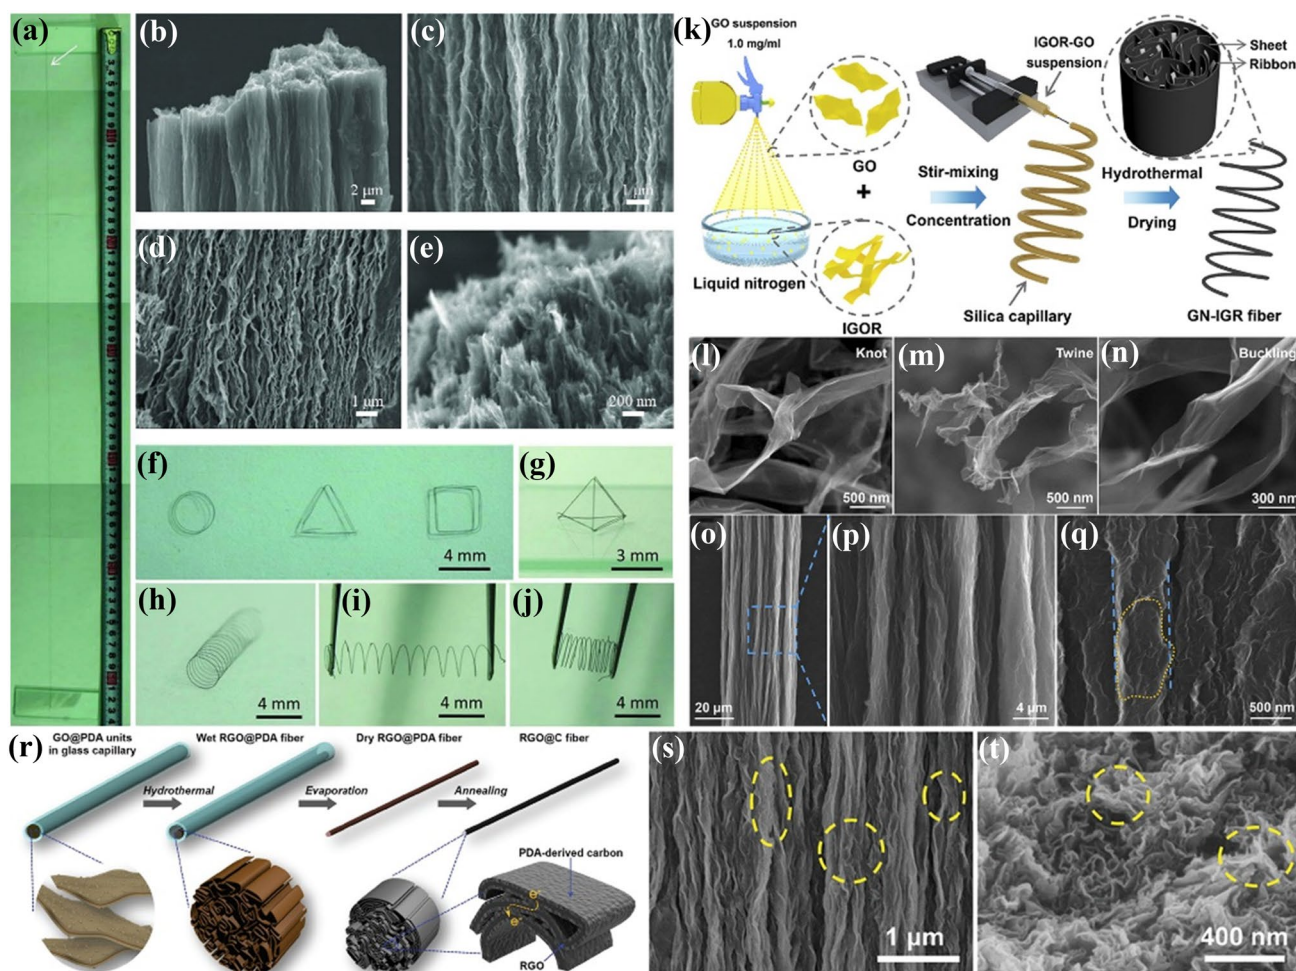 (a)
(b)
2 μm
(c)
1 μm
(d)
1 μm
(e)
200 nm
(f)
4 mm
(g)
3 mm
(h)
4 mm
(i)
4 mm
(j)
4 mm
(k)
GO suspension
1.0 mg/ml
GO
+
IGOR
Liquid nitrogen
Stir-mixing
Concentration
IGOR-GO
suspension
Silica capillary
Hydrothermal
Drying
Sheet
Ribbon
GN-IGR fiber
(l)
Knot
500 nm
(m)
Twine
500 nm
(n)
Buckling
300 nm
(o)
20 μm
(p)
4 μm
(q)
500 nm
(r)
GO@PDA units
in glass capillary
Hydrothermal
Wet RGO@PDA fiber
Evaporation
Dry RGO@PDA fiber
Annealing
RGO@C fiber
PDA-derived carbon
e-
e-
RGO
(s)
1 μm
(t)
400 nm